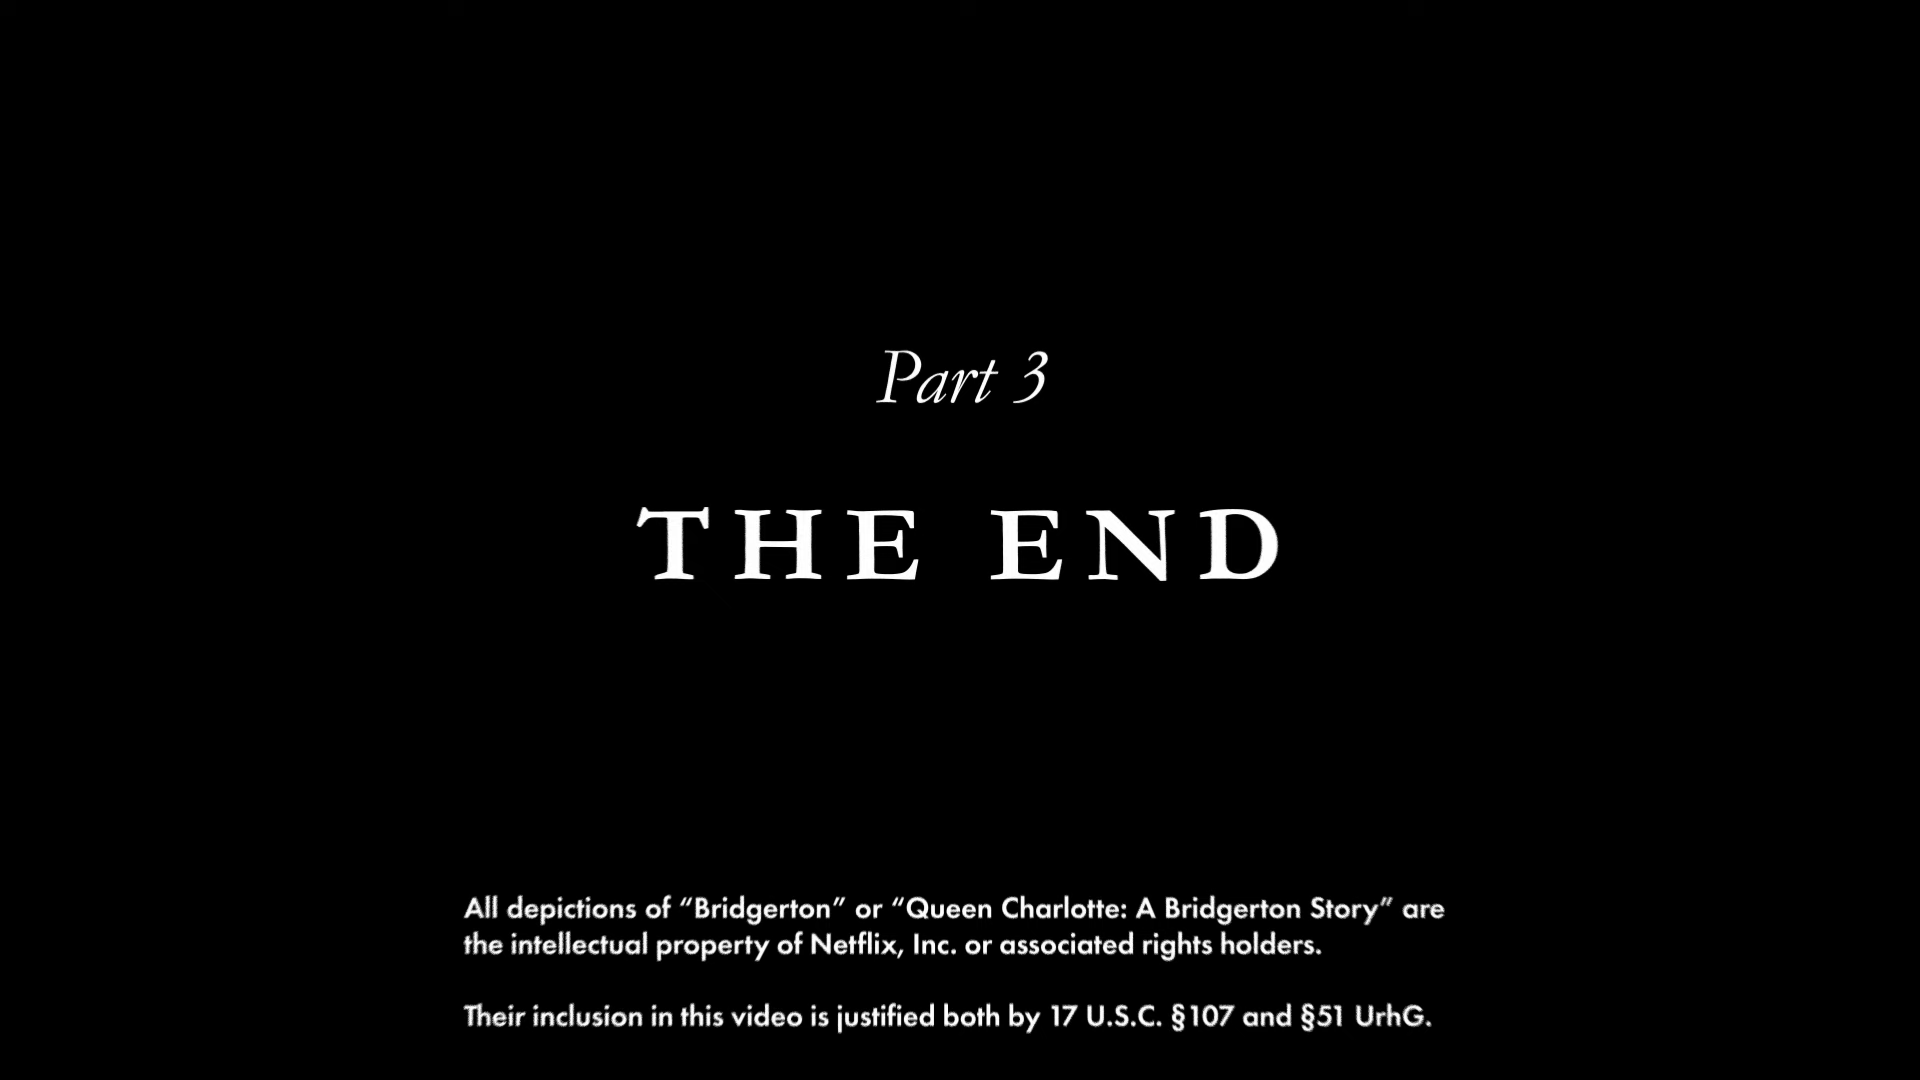 Part 3
THE END
All depictions of “Bridgerton” or “Queen Charlotte: A Bridgerton Story” are
the intellectual property of Netflix, Inc. or associated rights holders.
Their inclusion in this video is justified both by 17 U.S.C. §107 and §51 UrhG.